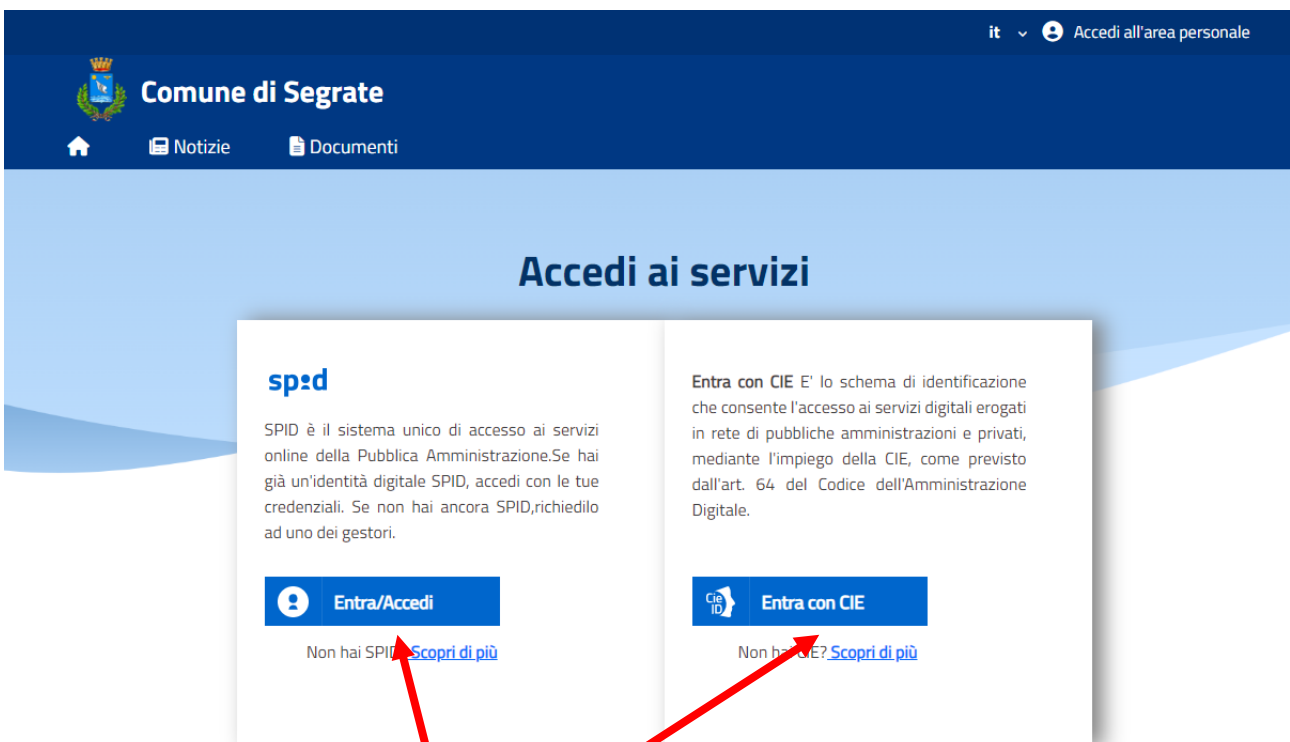 it Accedi all'area personale
Comune di Segrate
Notizie Documenti
Accedi ai servizi
spid
SPID è il sistema unico di accesso ai servizi
online della Pubblica Amministrazione.Se hai
già un'identità digitale SPID, accedi con le tue
credenziali. Se non hai ancora SPID,richiedilo
ad uno dei gestori.
Entra/Accedi
Non hai SPID Scopri di più
Entra con CIE E' lo schema di identificazione
che consente l'accesso ai servizi digitali erogati
in rete di pubbliche amministrazioni e privati,
mediante l'impiego della CIE, come previsto
dall'art. 64 del Codice dell'Amministrazione
Digitale.
Cie ID Entra con CIE
Non hai CIE? Scopri di più